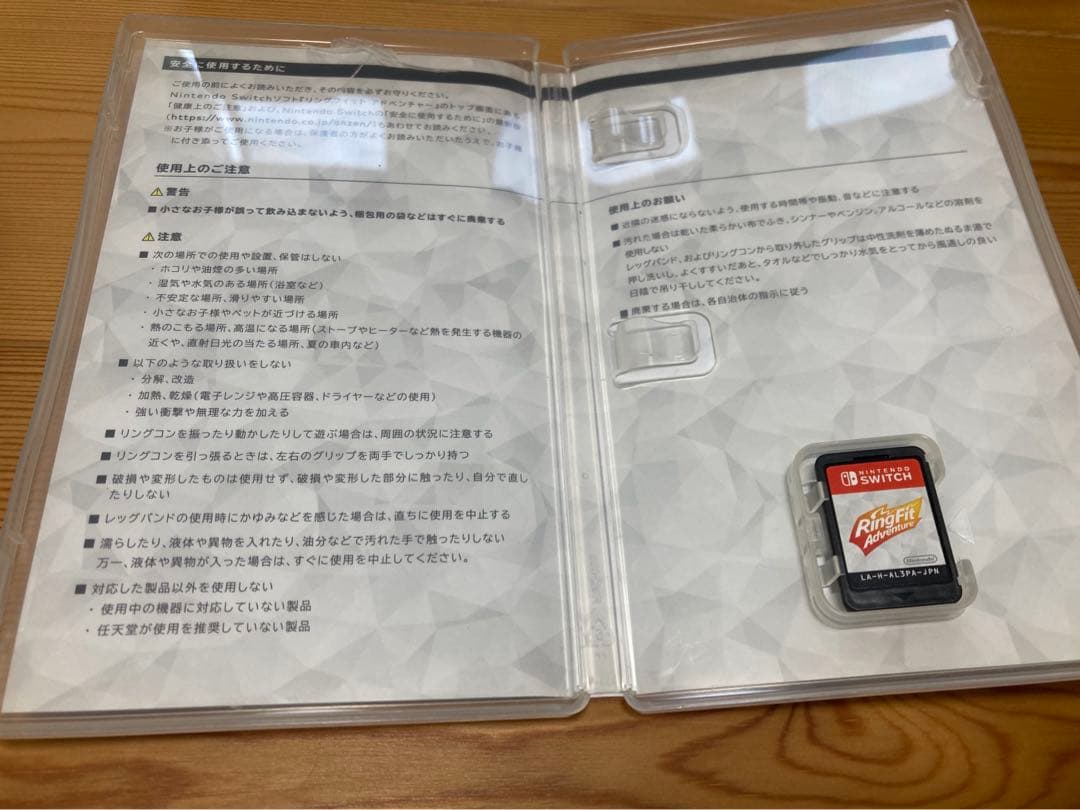 安全に使用するために
ご使用の前によくお読みいただき、その内容を必ずお守りください。
Nintendo Switchソフト『リングフィット アドベンチャー』のトップ画面にある
「健康上のご注意」および、Nintendo Switchの「安全に使用するために」の最新版
(https://www.nintendo.co.jp/anzen/)もあわせてお読みください。
※お子様がご使用になる場合は、保護者の方がよくお読みいただいたうえで、お子様
に付き添ってご使用ください。
使用上のご注意
⚠警告
■ 小さなお子様が誤って飲み込まないよう、梱包用の袋などはすぐに廃棄する
⚠注意
■ 次の場所での使用や設置、保管はしない
・ホコリや油煙の多い場所
・湿気や水気のある場所(浴室など)
・不安定な場所、滑りやすい場所
・小さなお子様やペットが近づける場所
・熱のこもる場所、高温になる場所(ストーブやヒーターなど熱を発生する機器の
近くや、直射日光の当たる場所、夏の車内など)
■ 以下のような取り扱いをしない
・分解、改造
・加熱、乾燥(電子レンジや高圧容器、ドライヤーなどの使用)
・強い衝撃や無理な力を加える
■ リングコンを振ったり動かしたりして遊ぶ場合は、周囲の状況に注意する
■ リングコンを引っ張るときは、左右のグリップを両手でしっかり持つ
■ 破損や変形したものは使用せず、破損や変形した部分に触ったり、自分で直し
たりしない
■ レッグバンドの使用時にかゆみなどを感じた場合は、直ちに使用を中止する
■ 濡らしたり、液体や異物を入れたり、油分などで汚れた手で触ったりしない
万一、液体や異物が入った場合は、すぐに使用を中止してください。
■ 対応した製品以外を使用しない
・使用中の機器に対応していない製品
・任天堂が使用を推奨していない製品
使用上のお願い
■ 近隣の迷惑にならないよう、使用する時間帯や振動、音などに注意する
■ 汚れた場合は乾いた柔らかい布でふき、シンナーやベンジン、アルコールなどの溶剤を
使用しない
レッグバンド、およびリングコンから取り外したグリップは中性洗剤を薄めたぬるま湯で
押し洗いし、よくすすいだあと、タオルなどでしっかり水気をとってから風通しの良い
日陰で吊り干ししてください。
■ 廃棄する場合は、各自治体の指示に従う
NINTENDO
SWITCH
RingFit
Adventure
Nintendo
LA-H-AL3PA-JPN